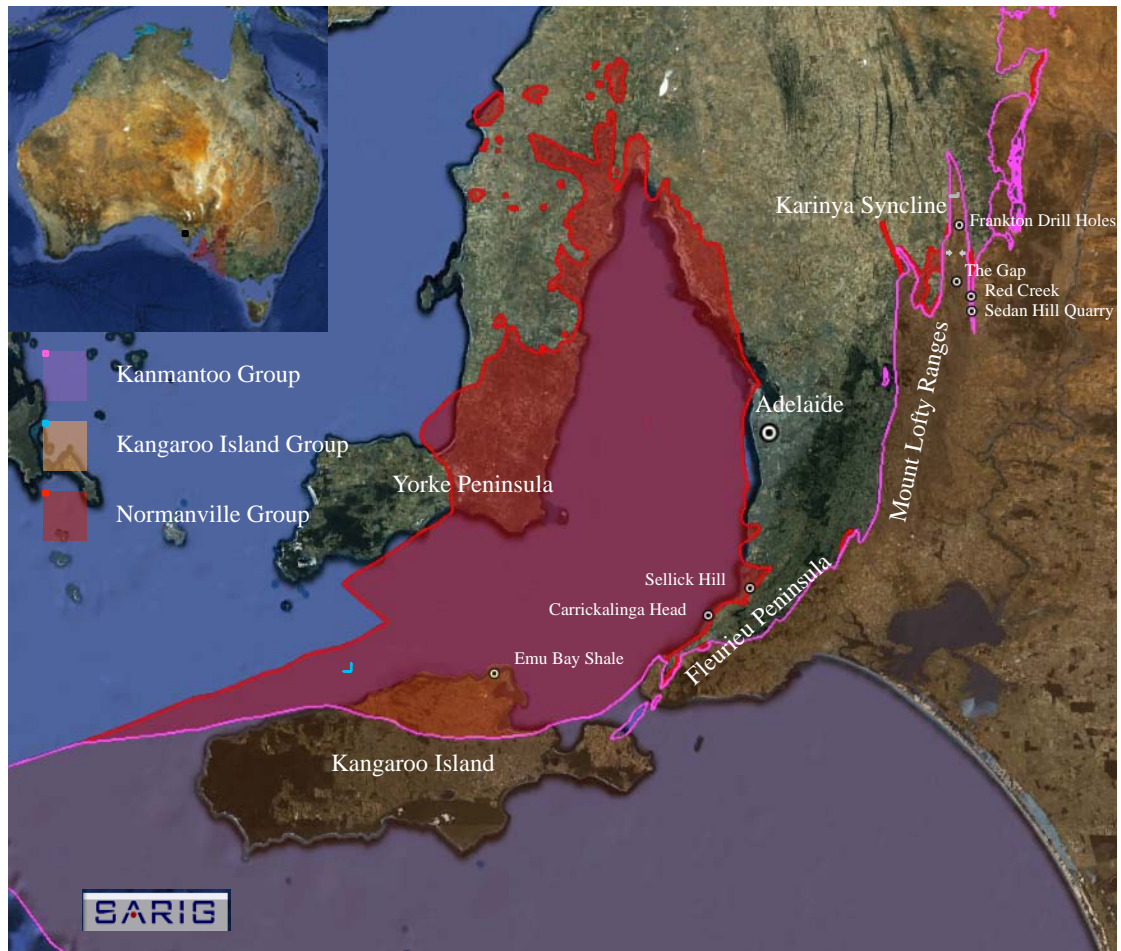 Karinya Syncline
Frankton Drill Holes
The Gap
Red Creek
Sedan Hill Quarry
Kanmantoo Group
Kangaroo Island Group
Normanville Group
Mount Lofty Ranges
Adelaide
Yorke Peninsula
Sellick Hill
Carrickalinga Head
Fleurieu Peninsula
Emu Bay Shale
Kangaroo Island
SARIG